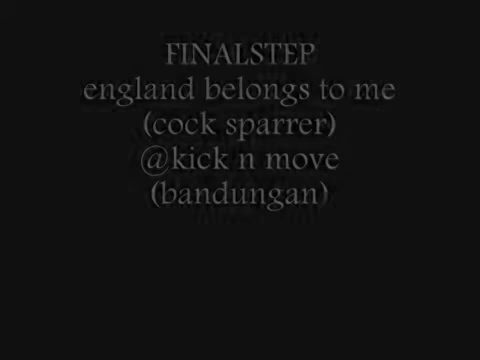 FINALSTEP
england belongs to me
(cock sparrer)
@kick n move
(bandungan)